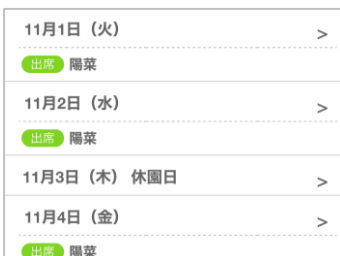 11月1日（火）
>
出席 陽菜
11月2日（水）
>
出席 陽菜
11月3日（木） 休園日
>
11月4日（金）
>
出席 陽菜